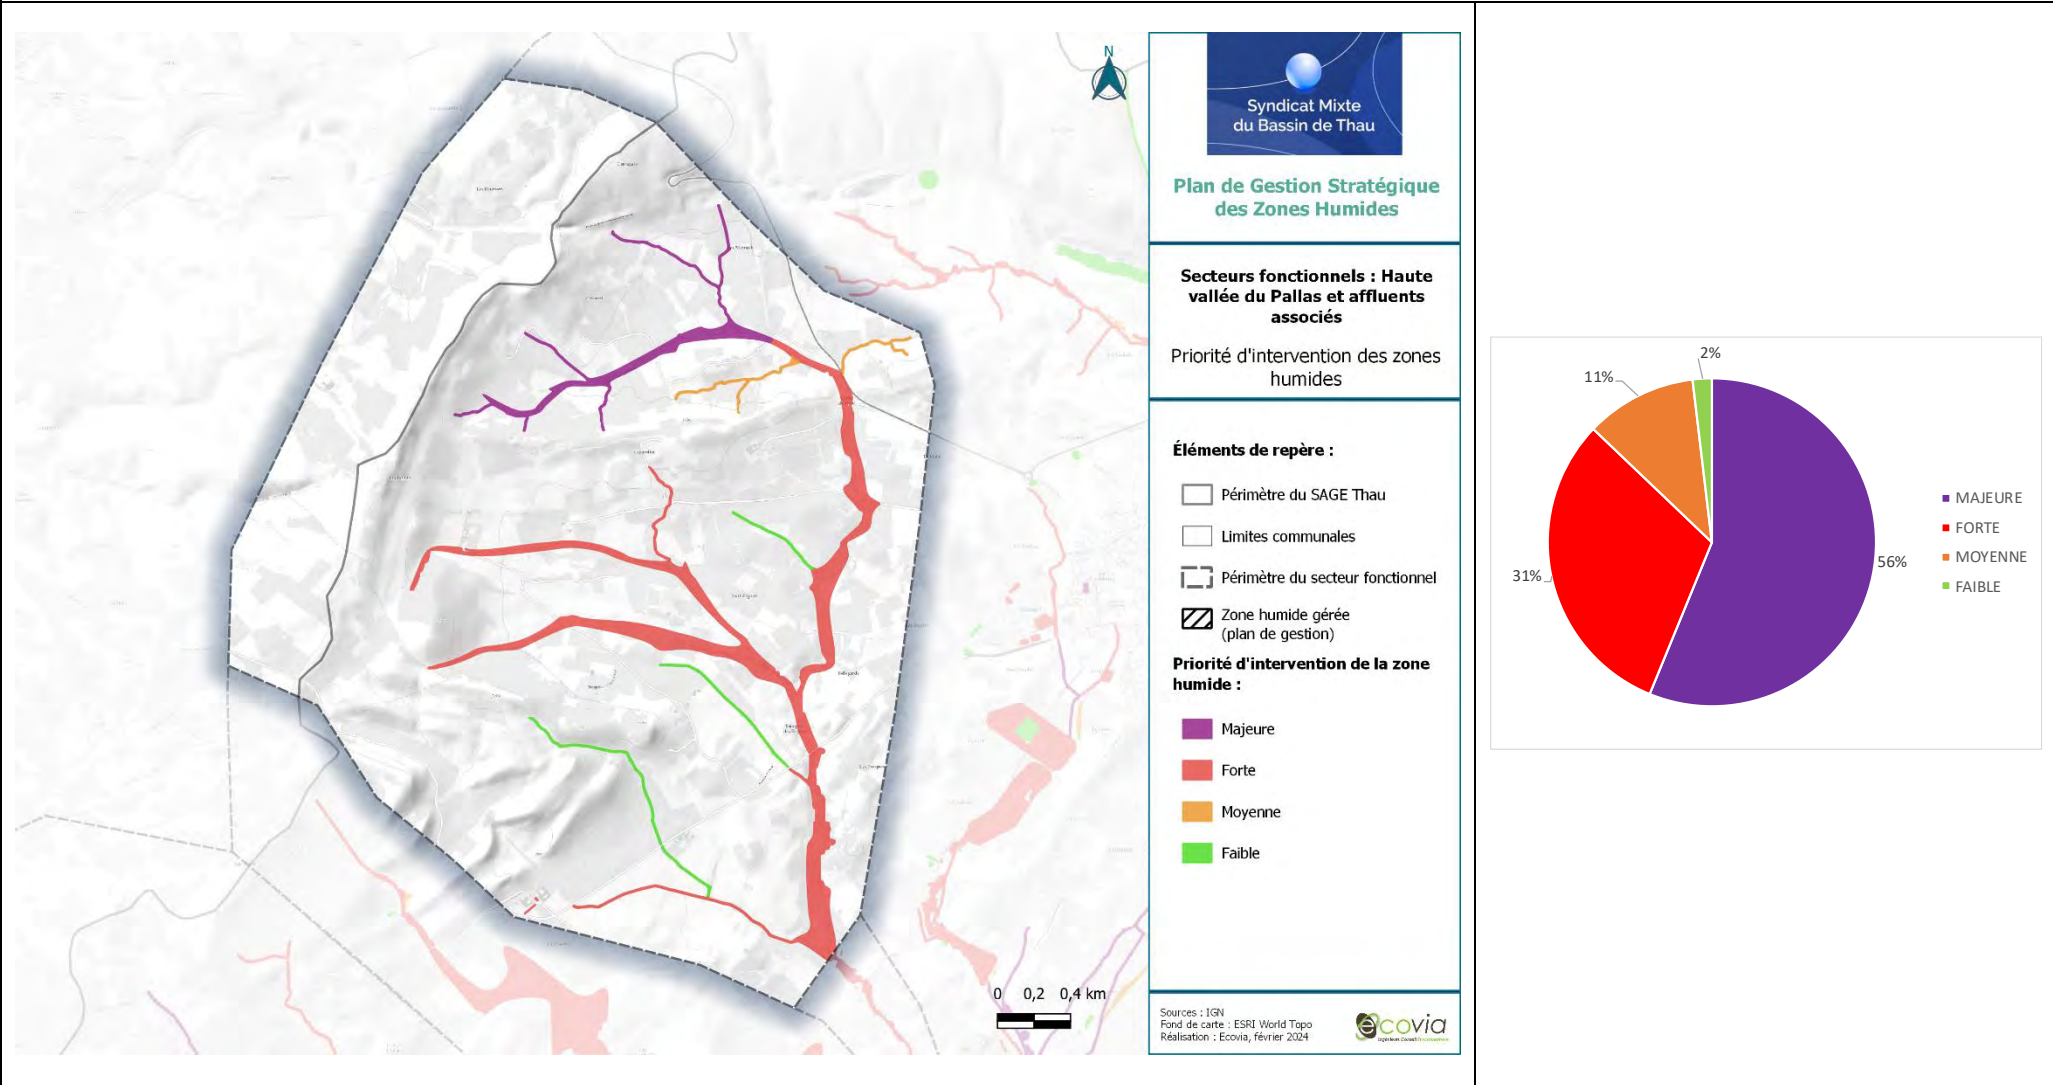 N
Syndicat Mixte
du Bassin de Thau
Plan de Gestion Stratégique
des Zones Humides
Secteurs fonctionnels : Haute
vallée du Pallas et affluents
associés
Priorité d'intervention des zones
humides
Éléments de repère :
Périmètre du SAGE Thau
Limites communales
Périmètre du secteur fonctionnel
Zone humide gérée
(plan de gestion)
Priorité d'intervention de la zone
humide :
Majeure
Forte
Moyenne
Faible
0 0,2 0,4 km
Sources : IGN
Fond de carte : ESRI World Topo
Réalisation : Ecovia, février 2024
ecovia
2%
11%
31%
56%
MAJEURE
FORTE
MOYENNE
FAIBLE